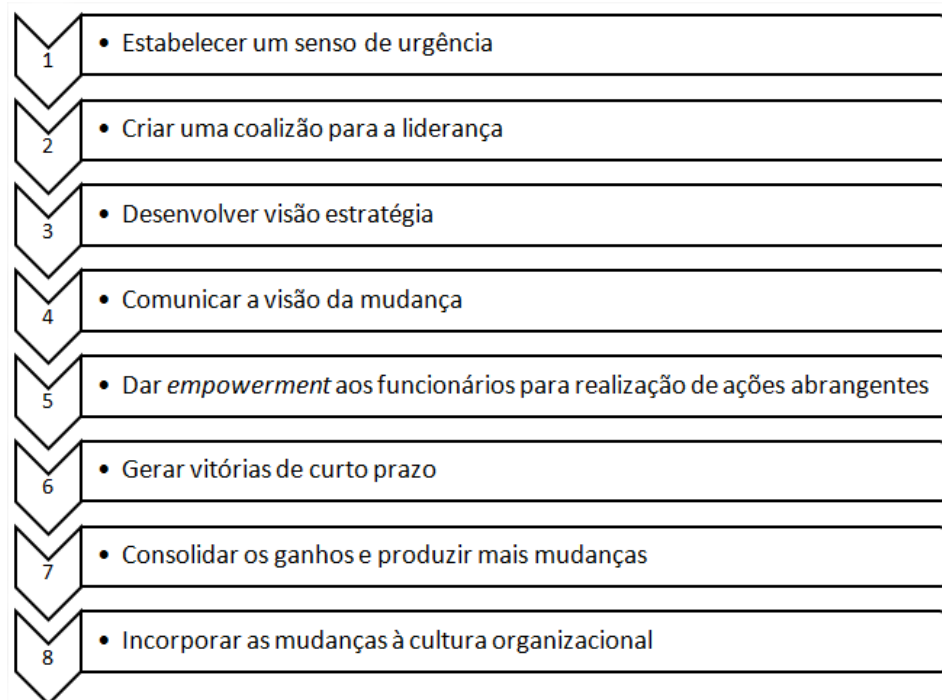 1
• Estabelecer um senso de urgência
2
• Criar uma coalizão para a liderança
3
• Desenvolver visão estratégia
4
• Comunicar a visão da mudança
5
• Dar empowerment aos funcionários para realização de ações abrangentes
6
• Gerar vitórias de curto prazo
7
• Consolidar os ganhos e produzir mais mudanças
8
• Incorporar as mudanças à cultura organizacional